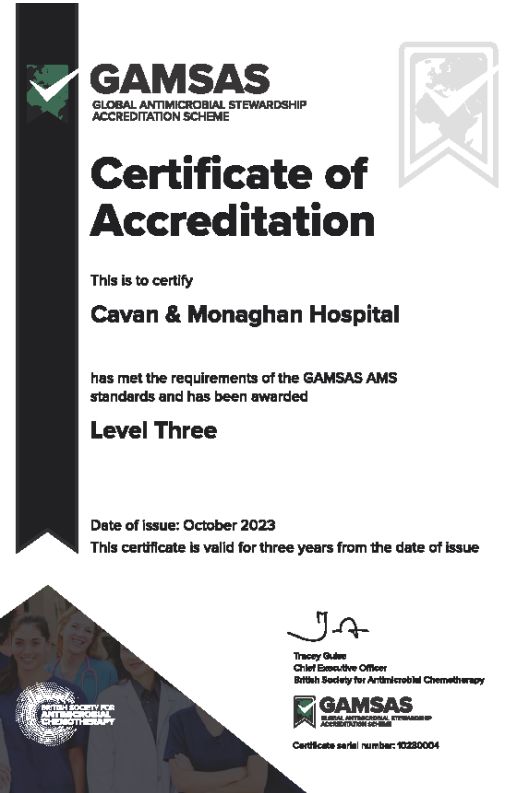 GAMSAS
GLOBAL ANTIMICROBIAL STEWARDSHIP
ACCREDITATION SCHEME
Certificate of
Accreditation
This is to certify
Cavan & Monaghan Hospital
has met the requirements of the GAMSAS AMS
standards and has been awarded
Level Three
Date of issue: October 2023
This certificate is valid for three years from the date of issue
Tracey Guise
Chief Executive Officer
British Society for Antimicrobial Chemotherapy
BRITISH SOCIETY FOR
ANTIMICROBIAL
CHEMOTHERAPY
GAMSAS
GLOBAL ANTIMICROBIAL STEWARDSHIP
ACCREDITATION SCHEME
Certificate serial number: 10230004